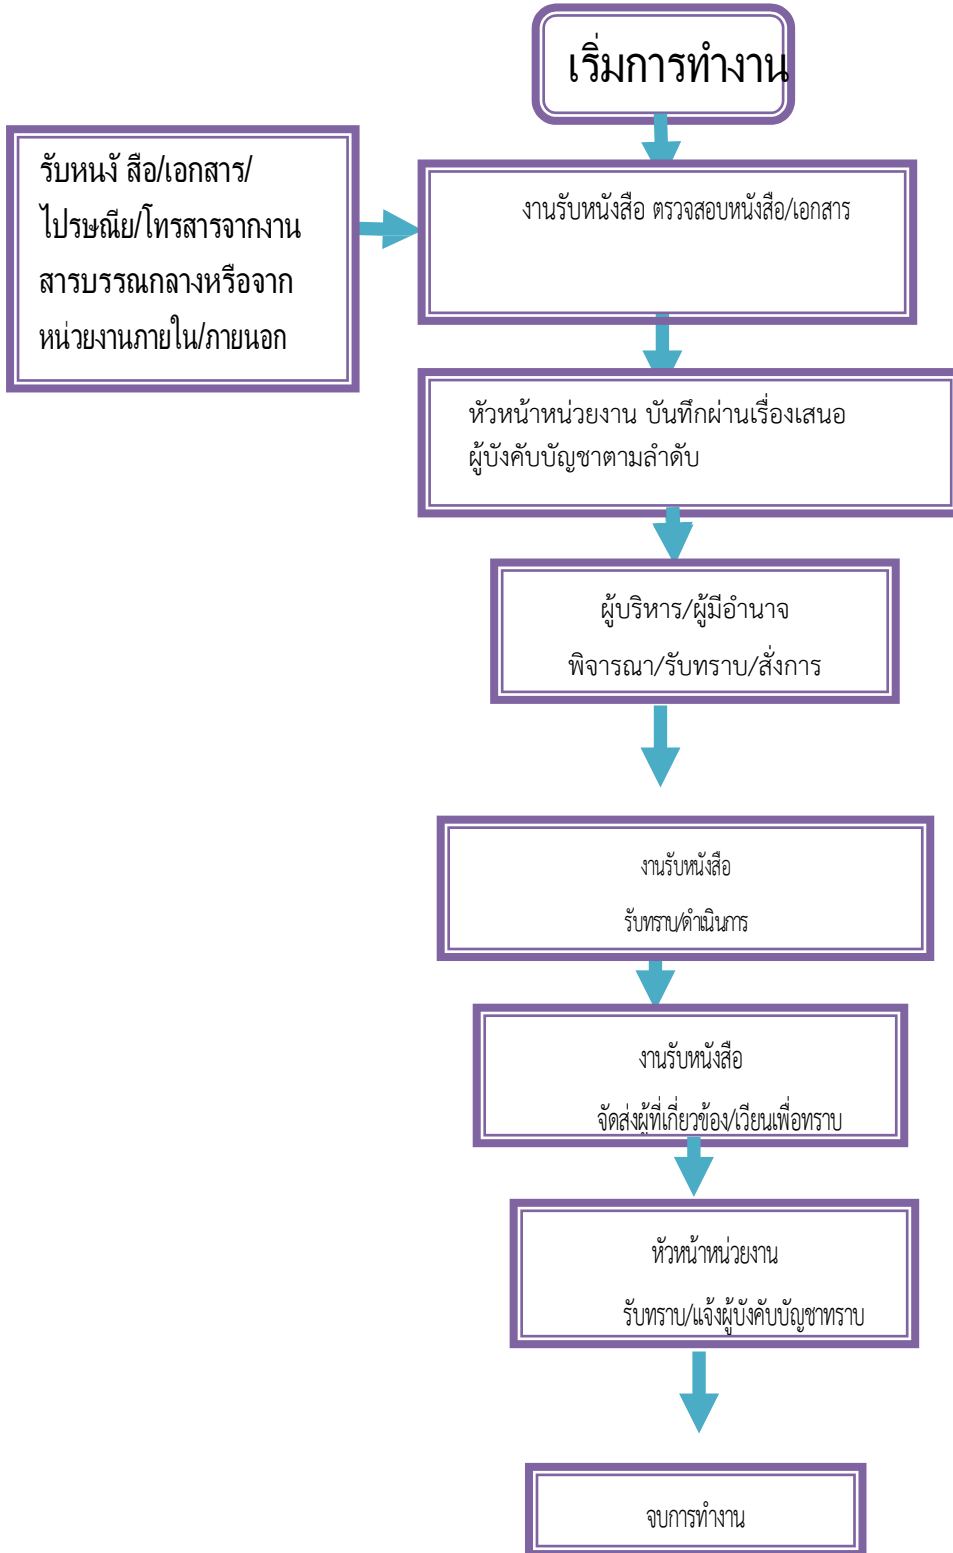 เริ่มการทำงาน
รับหนงั สือ/เอกสาร/
ไปรษณีย/โทรสารจากงาน
สารบรรณกลางหรือจาก
หน่วยงานภายใน/ภายนอก
งานรับหนังสือ ตรวจสอบหนังสือ/เอกสาร
หัวหน้าหน่วยงาน บันทึกผ่านเรื่องเสนอ
ผู้บังคับบัญชาตามลำดับ
ผู้บริหาร/ผู้มีอำนาจ
พิจารณา/รับทราบ/สั่งการ
งานรับหนังสือ
รับทราบ/ดำเนินการ
งานรับหนังสือ
จัดส่งผู้ที่เกี่ยวข้อง/เวียนเพื่อทราบ
หัวหน้าหน่วยงาน
รับทราบ/แจ้งผู้บังคับบัญชาทราบ
จบการทำงาน